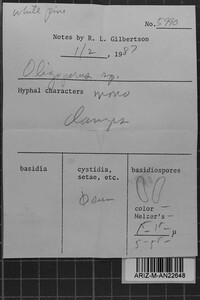 white pine
No. 5990
Notes by R. L. Gilbertson
1/2, 1987
Oligoporus sp.
Hyphal characters mono
clamps
basidia
cystidia, setae, etc.
basidiospores
color –
Melzer's –
μ
ARIZ-M-AN22648